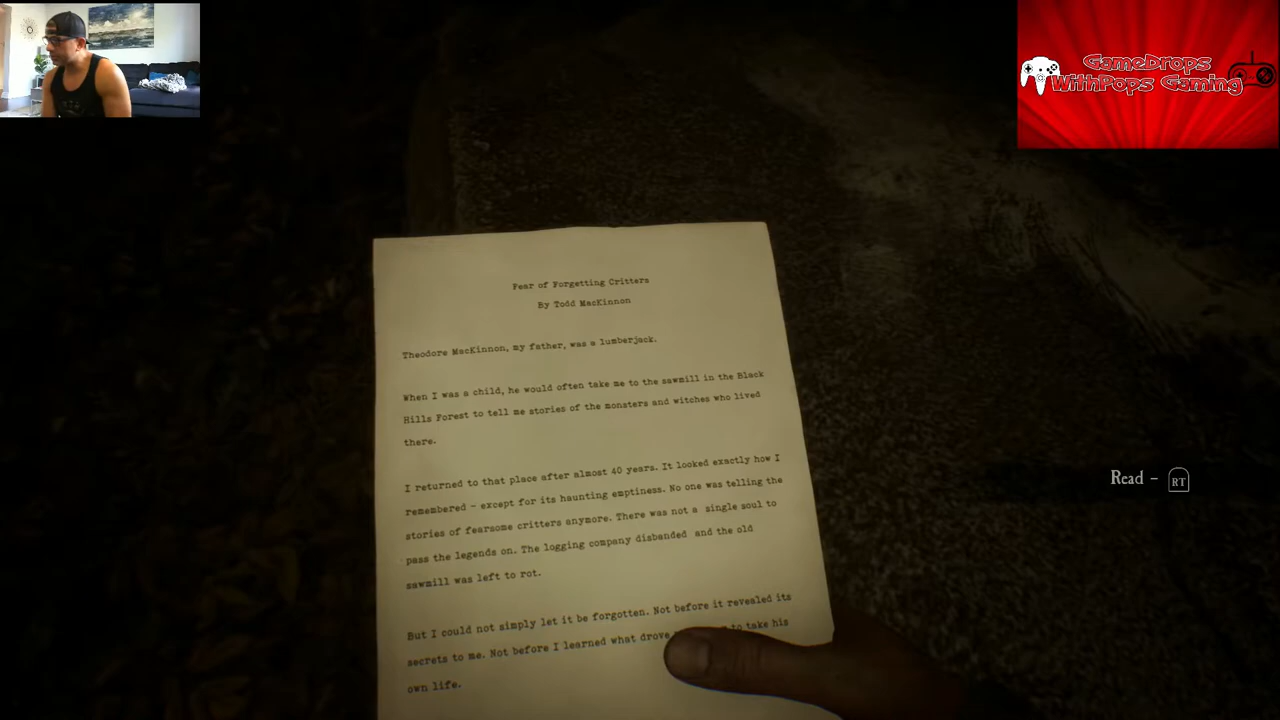 GameDrops
WithPops Gaming
Fear of Forgetting Critters
By Todd MacKinnon
Theodore MacKinnon, my father, was a lumberjack.
When I was a child, he would often take me to the sawmill in the Black
Hills Forest to tell me stories of the monsters and witches who lived
there.
I returned to that place after almost 40 years. It looked exactly how I
remembered - except for its haunting emptiness. No one was telling the
stories of fearsome critters anymore. There was not a single soul to
pass the legends on. The logging company disbanded and the old
sawmill was left to rot.
But I could not simply let it be forgotten. Not before it revealed its
secrets to me. Not before I learned what drove to take his
own life.
Read - RT